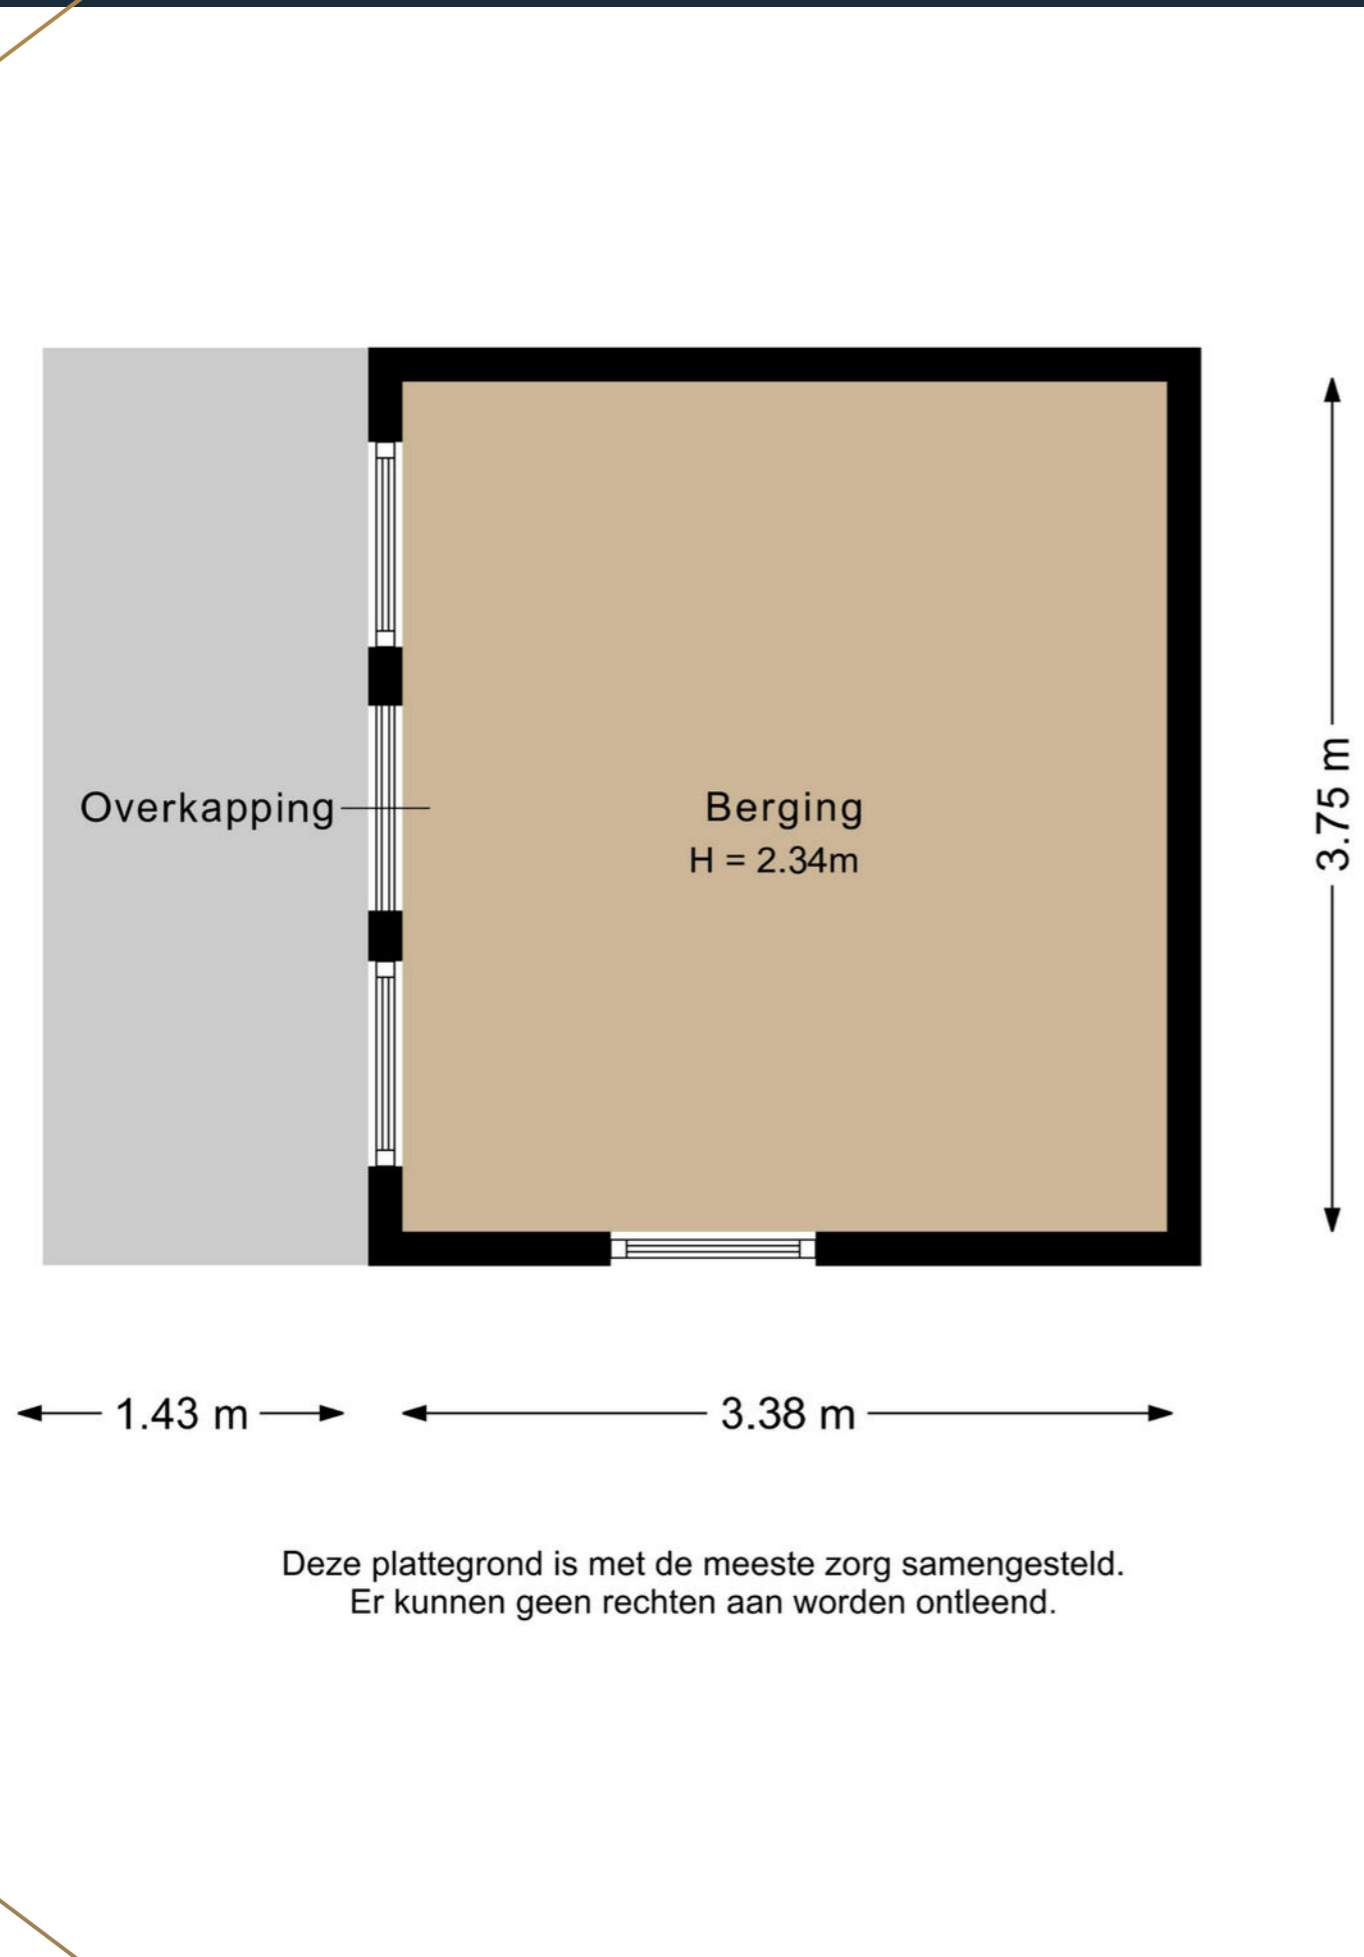 Overkapping
Berging
H = 2.34m
3.75 m
1.43 m
3.38 m
Deze plattegrond is met de meeste zorg samengesteld.
Er kunnen geen rechten aan worden ontleend.